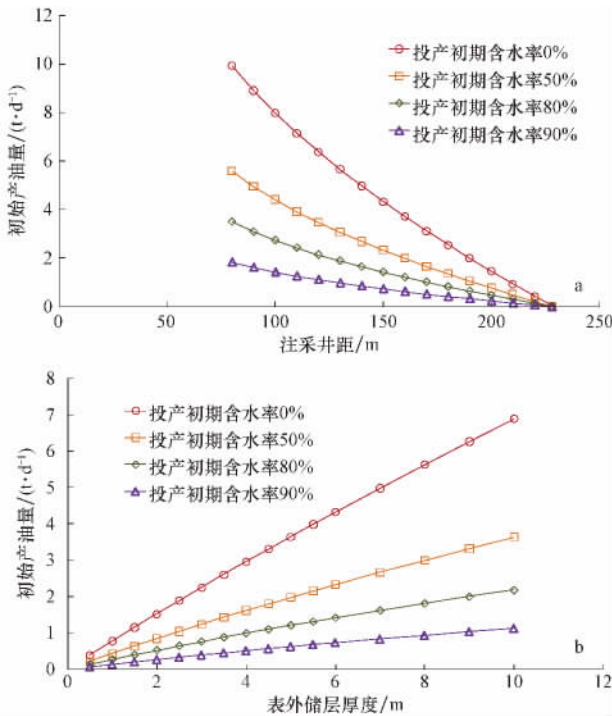 12
10
8
6
4
2
0
初始产油量/(t·d⁻¹)
投产初期含水率0%
投产初期含水率50%
投产初期含水率80%
投产初期含水率90%
a
0 50 100 150 200 250
注采井距/m
8
7
6
5
4
3
2
1
0
初始产油量/(t·d⁻¹)
投产初期含水率0%
投产初期含水率50%
投产初期含水率80%
投产初期含水率90%
b
0 2 4 6 8 10 12
表外储层厚度/m